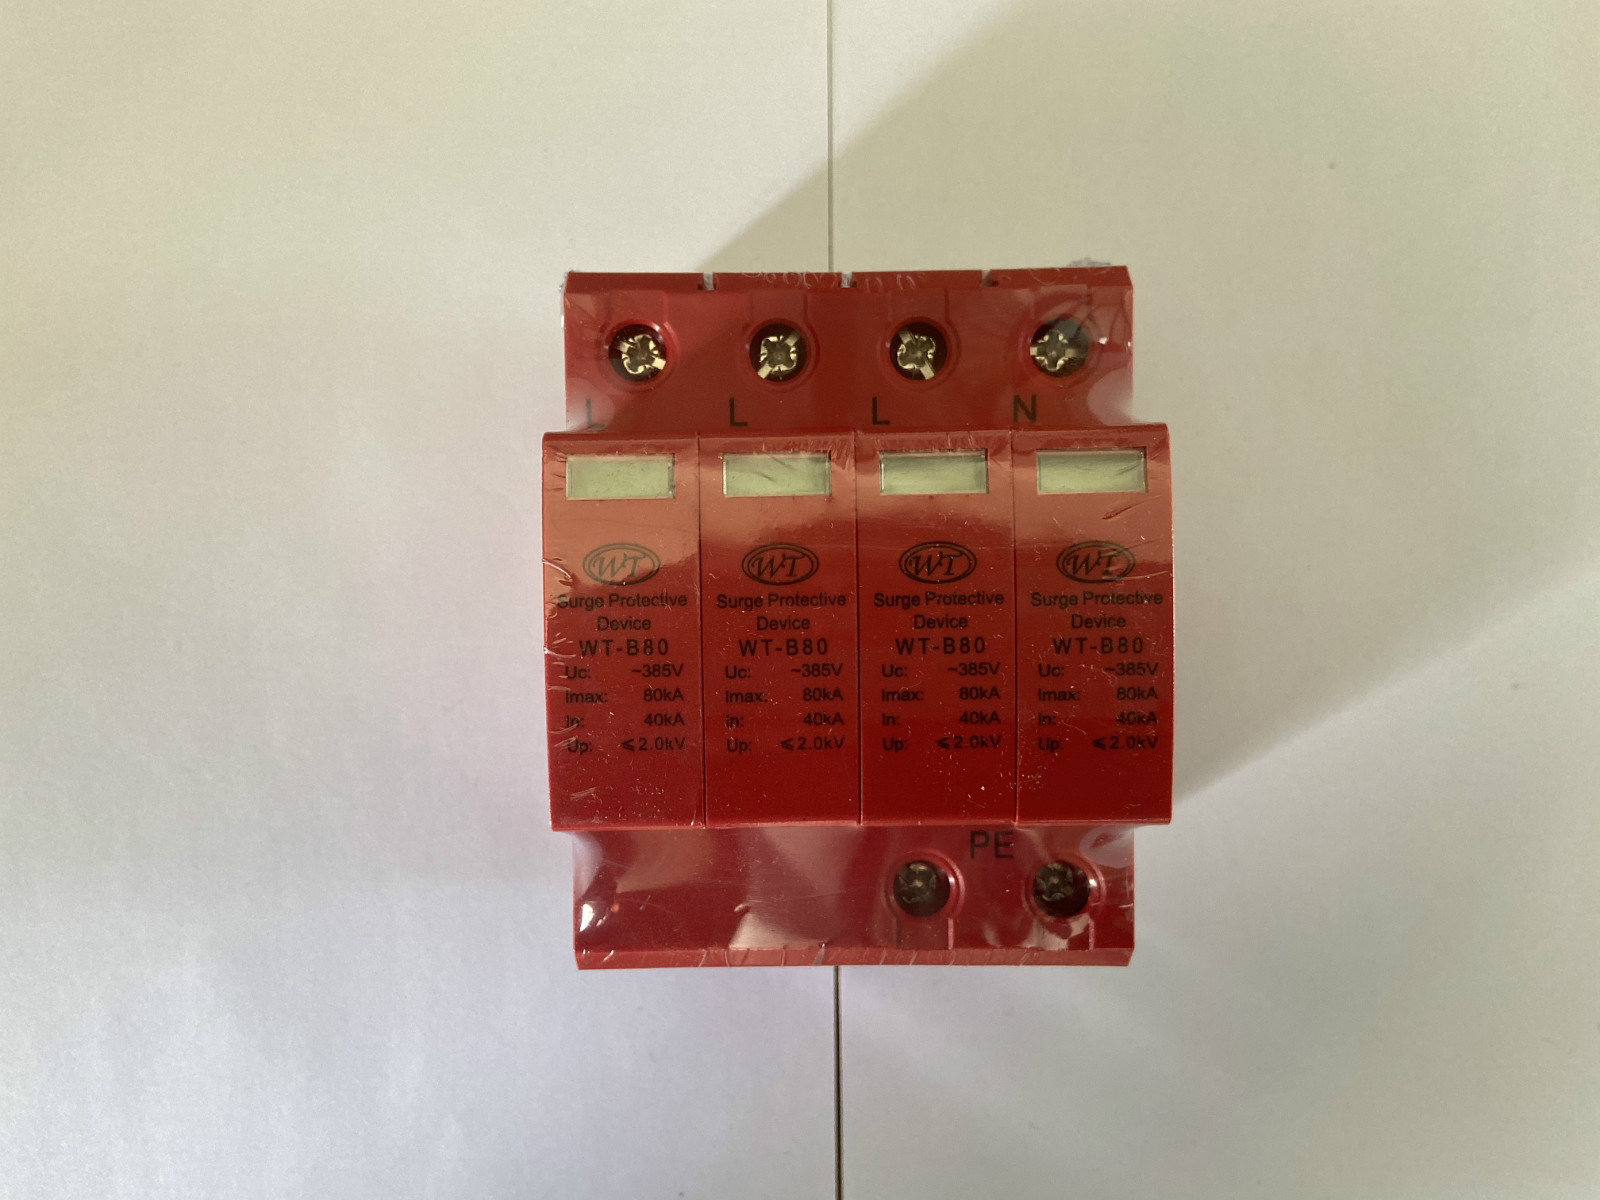 L L L N
WT WT WT WT
Surge Protective Surge Protective Surge Protective Surge Protective
Device Device Device Device
WT-B80 WT-B80 WT-B80 WT-B80
Uc: ~385V Uc: ~385V Uc: ~385V Uc: ~385V
Imax: 80kA Imax: 80kA Imax: 80kA Imax: 80kA
In: 40kA In: 40kA In: 40kA In: 40kA
Up: ⩽2.0kV Up: ⩽2.0kV Up: ⩽2.0kV Up: ⩽2.0kV
PE